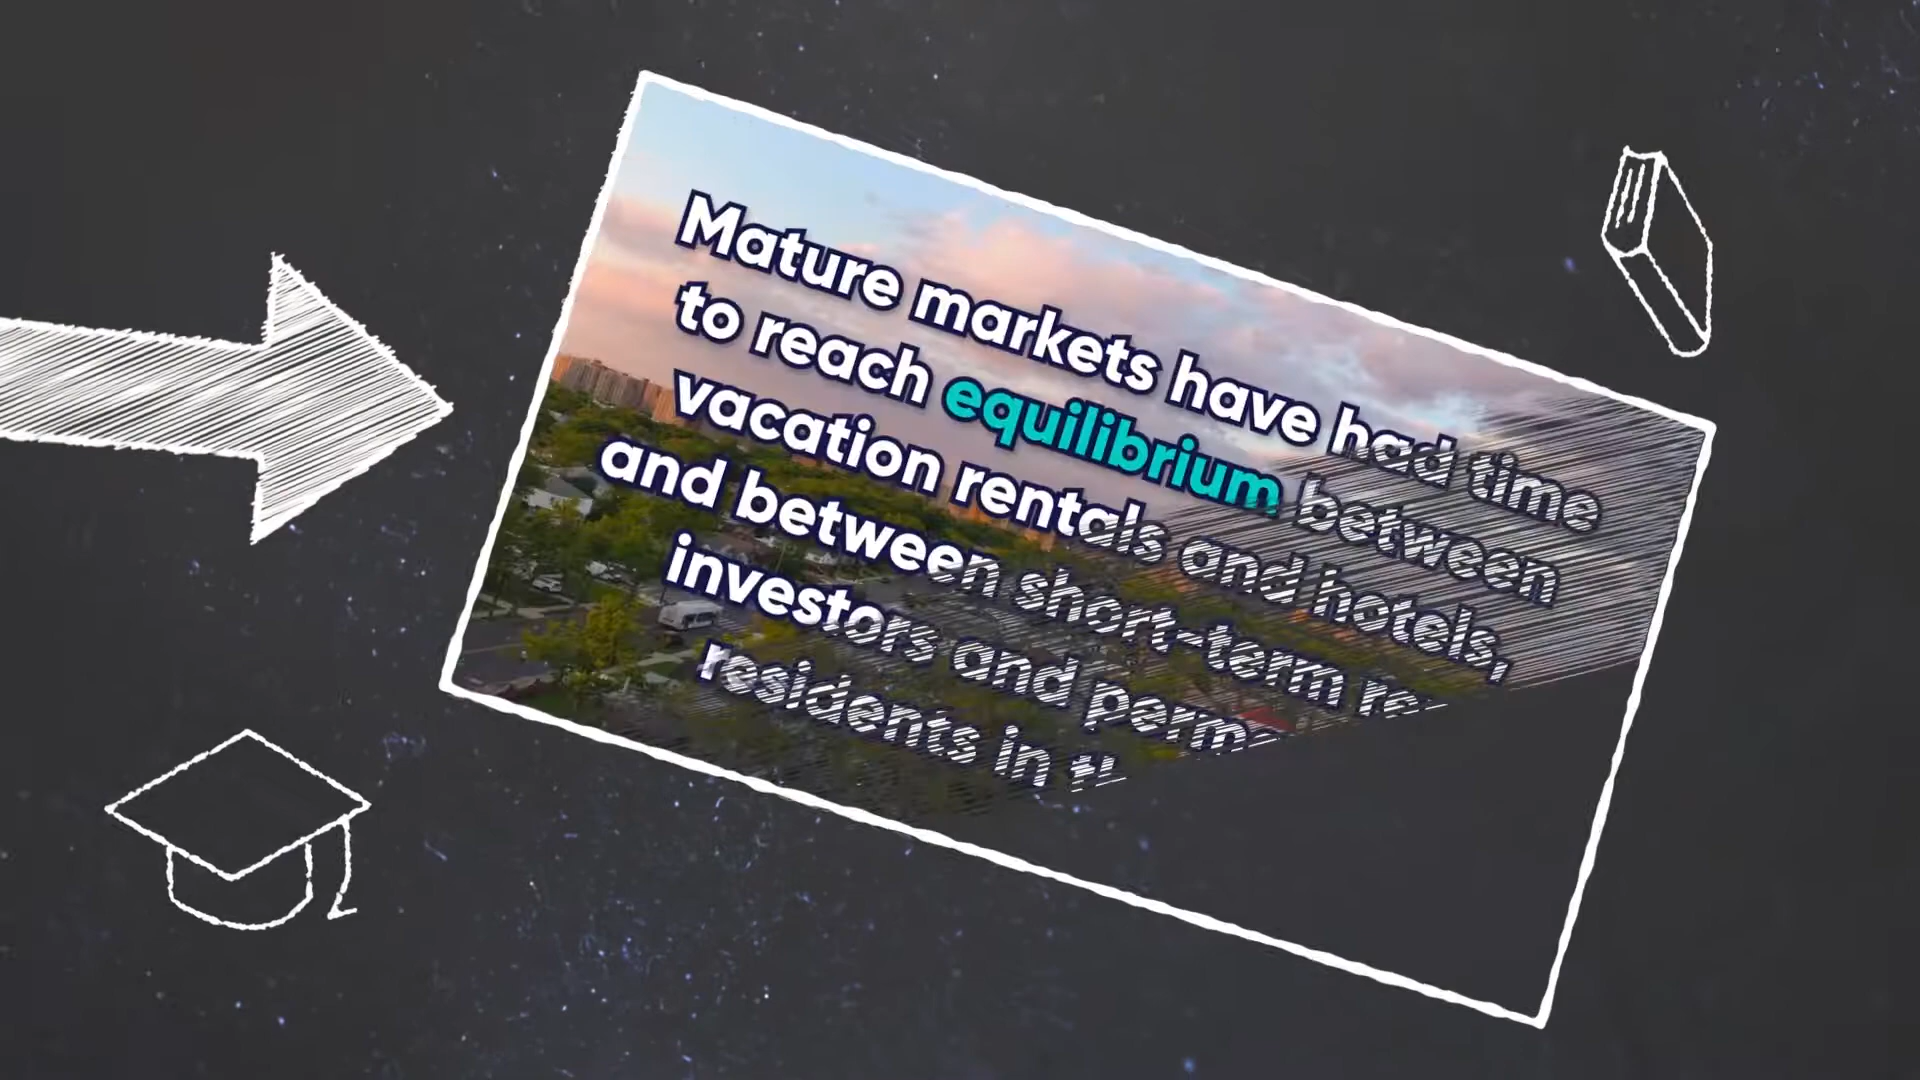 Mature markets have had time
to reach equilibrium between
vacation rentals and hotels,
and between short-term
investors and
residents in